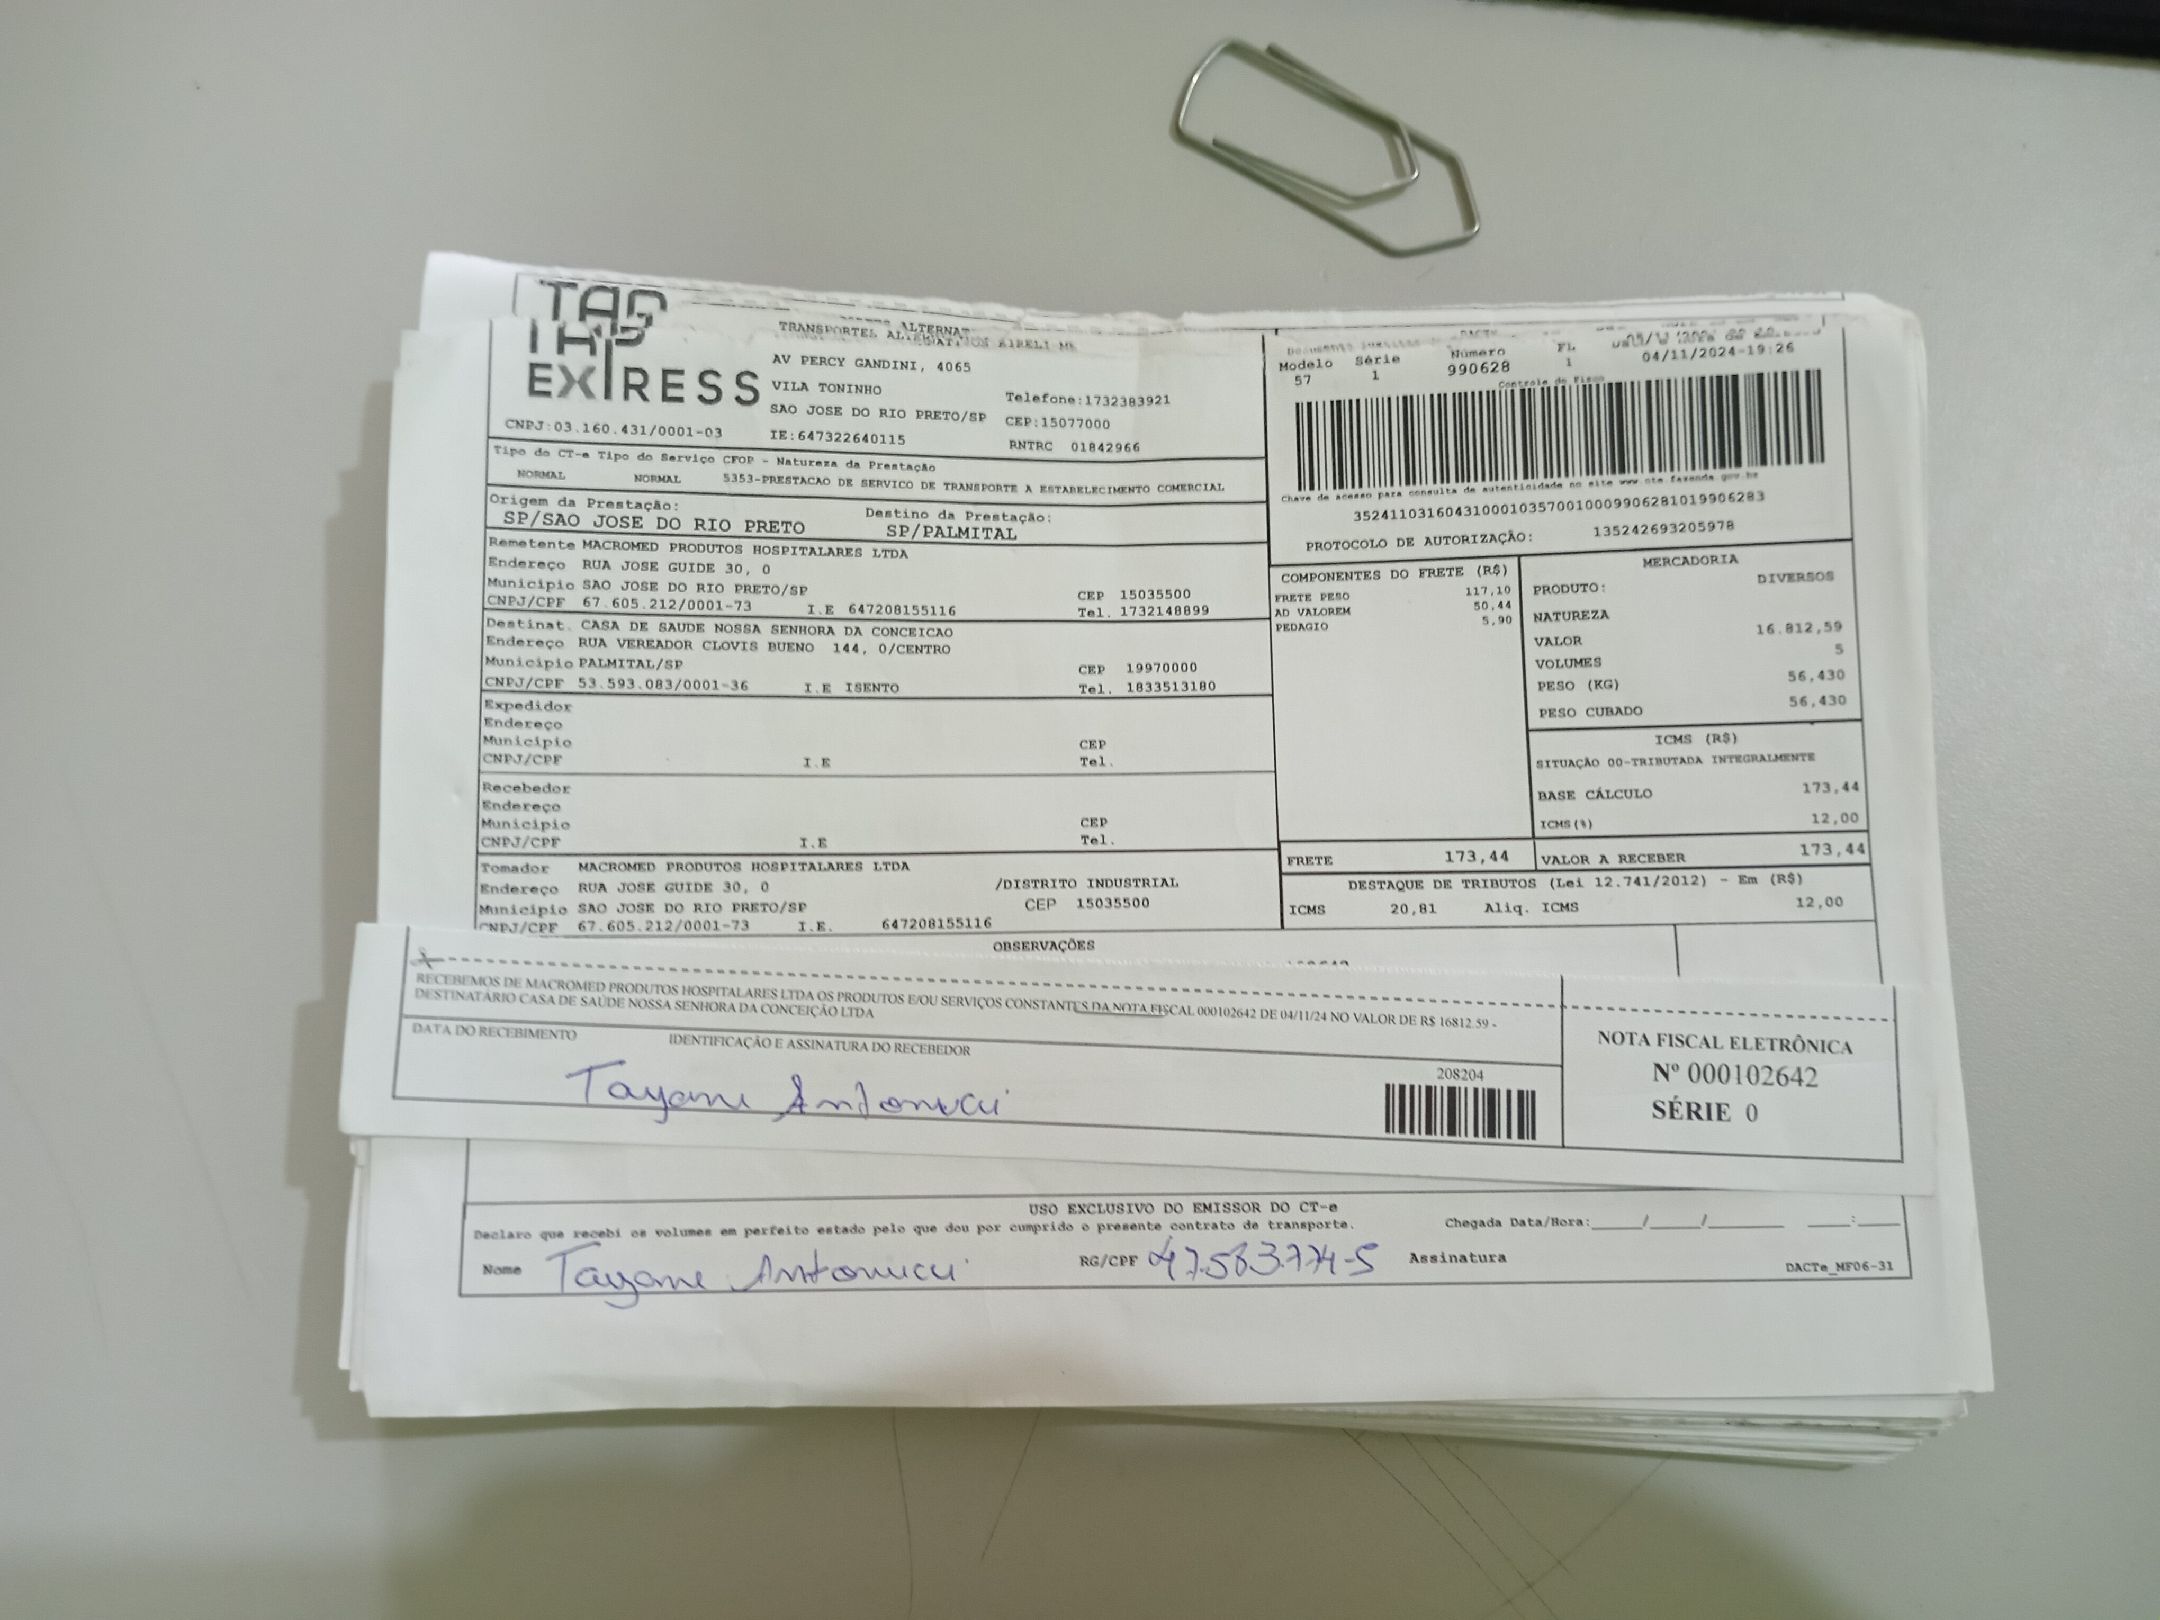 EXPRESS
AV PERCY GANDINI, 4065
VILA TONINHO
SAO JOSE DO RIO PRETO/SP
Telefone:1732383921
CEP:15077000
CNPJ:03.160.431/0001-03
IE:647322640115
RNTRC 01842966
Modelo Série Número FL
57 1 990628 1 04/11/2024-19:26
Controle do Fisco
Chave de acesso para consulta de autenticidade no site www.cte.fazenda.gov.br
35241103160431000103570010009906281019906283
PROTOCOLO DE AUTORIZAÇÃO: 135242693205978
Tipo do CT-e Tipo do Serviço CFOP - Natureza da Prestação
NORMAL NORMAL 5353-PRESTACAO DE SERVICO DE TRANSPORTE A ESTABELECIMENTO COMERCIAL
Origem da Prestação: Destino da Prestação:
SP/SAO JOSE DO RIO PRETO SP/PALMITAL
Remetente MACROMED PRODUTOS HOSPITALARES LTDA
Endereço RUA JOSE GUIDE 30, 0
Municipio SAO JOSE DO RIO PRETO/SP CEP 15035500
CNPJ/CPF 67.605.212/0001-73 I.E 647208155116 Tel. 1732148899
Destinat. CASA DE SAUDE NOSSA SENHORA DA CONCEICAO
Endereço RUA VEREADOR CLOVIS BUENO 144, 0/CENTRO
Municipio PALMITAL/SP CEP 19970000
CNPJ/CPF 53.593.083/0001-36 I.E ISENTO Tel. 1833513180
Expedidor
Endereço
Municipio CEP
CNPJ/CPF I.E Tel.
Recebedor
Endereço
Municipio CEP
CNPJ/CPF I.E Tel.
Tomador MACROMED PRODUTOS HOSPITALARES LTDA
Endereço RUA JOSE GUIDE 30, 0 /DISTRITO INDUSTRIAL
Municipio SAO JOSE DO RIO PRETO/SP CEP 15035500
CNPJ/CPF 67.605.212/0001-73 I.E. 647208155116
COMPONENTES DO FRETE (R$)
FRETE PESO 117,10
AD VALOREM 50,44
PEDAGIO 5,90
MERCADORIA
PRODUTO: DIVERSOS
NATUREZA
VALOR 16.812,59
VOLUMES 5
PESO (KG) 56,430
PESO CUBADO 56,430
ICMS (R$)
SITUAÇÃO 00-TRIBUTADA INTEGRALMENTE
BASE CÁLCULO 173,44
ICMS(%) 12,00
FRETE 173,44 VALOR A RECEBER 173,44
DESTAQUE DE TRIBUTOS (Lei 12.741/2012) - Em (R$)
ICMS 20,81 Aliq. ICMS 12,00
OBSERVAÇÕES
RECEBEMOS DE MACROMED PRODUTOS HOSPITALARES LTDA OS PRODUTOS E/OU SERVIÇOS CONSTANTES DA NOTA FISCAL 000102642 DE 04/11/24 NO VALOR DE R$ 16812.59 -
DESTINATÁRIO CASA DE SAÚDE NOSSA SENHORA DA CONCEIÇÃO LTDA
DATA DO RECEBIMENTO IDENTIFICAÇÃO E ASSINATURA DO RECEBEDOR
Tayane Antonucci
208204
NOTA FISCAL ELETRÔNICA
Nº 000102642
SÉRIE 0
USO EXCLUSIVO DO EMISSOR DO CT-e
Declaro que recebi os volumes em perfeito estado pelo que dou por cumprido o presente contrato de transporte.
Chegada Data/Hora:____/____/______ ___:___
Nome Tayane Antonucci RG/CPF 47.583.774-5 Assinatura
DACTe_MF06-31